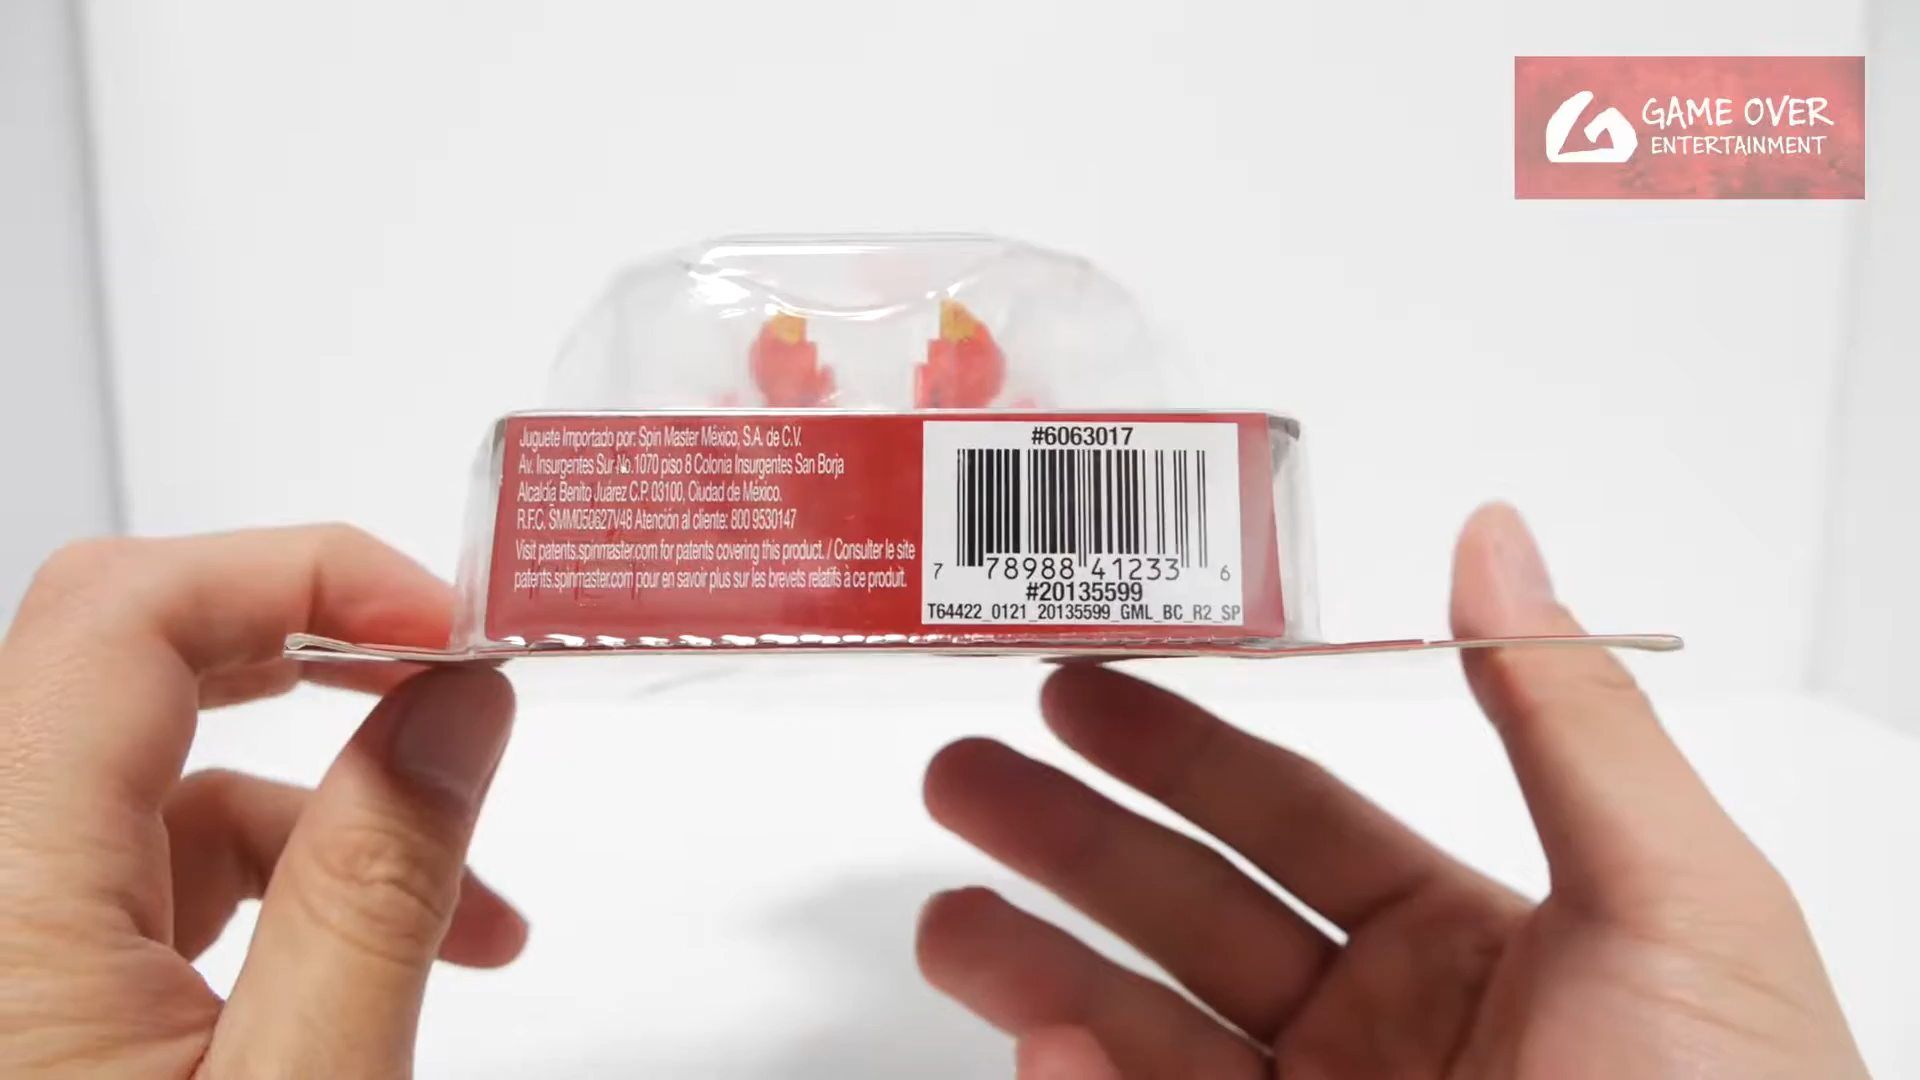 GAME OVER
ENTERTAINMENT
Juguete Importado por: Spin Master México, S.A. de C.V.
Av. Insurgentes Sur No.1070 piso 8 Colonia Insurgentes San Borja
Alcaldía Benito Juárez C.P. 03100, Ciudad de México.
R.F.C. SMM050627V48 Atención al cliente: 800 9530147
Visit patents.spinmaster.com for patents covering this product. / Consulter le site
patents.spinmaster.com pour en savoir plus sur les brevets relatifs à ce produit.
#6063017
7 78988 41233 6
#20135599
T64422_0121_20135599_GML_BC_R2_SP